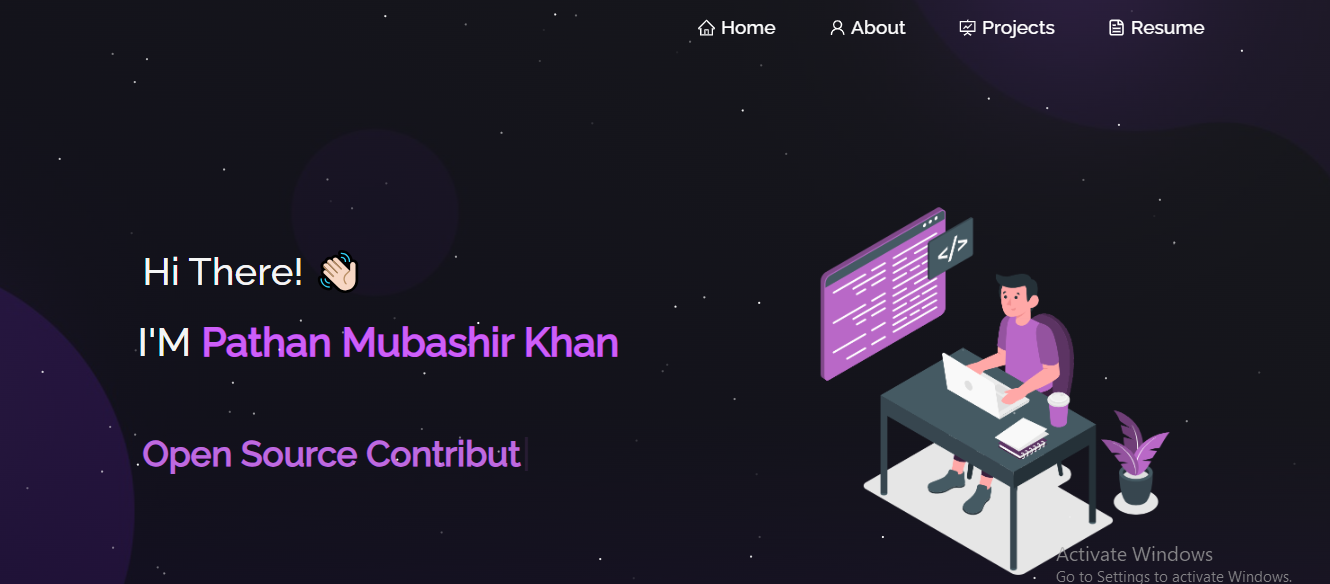 Home About Projects Resume
</>
Hi There! 👋🏻
I'M Pathan Mubashir Khan
Open Source Contribut
Activate Windows
Go to Settings to activate Windows.